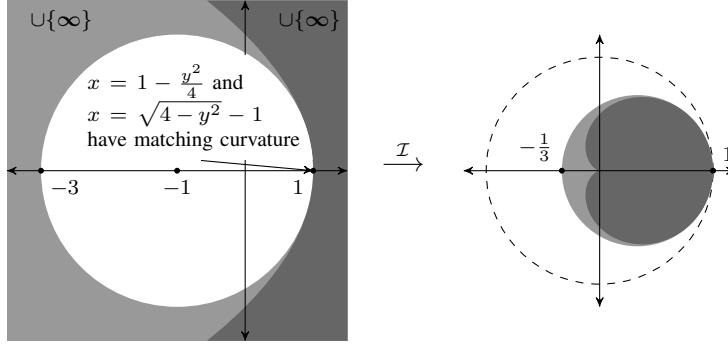 ∪{∞} ∪{∞}
x = 1 − y²/4 and
x = √(4 − y²) − 1
have matching curvature
−3 −1 1
I
−1/3 1